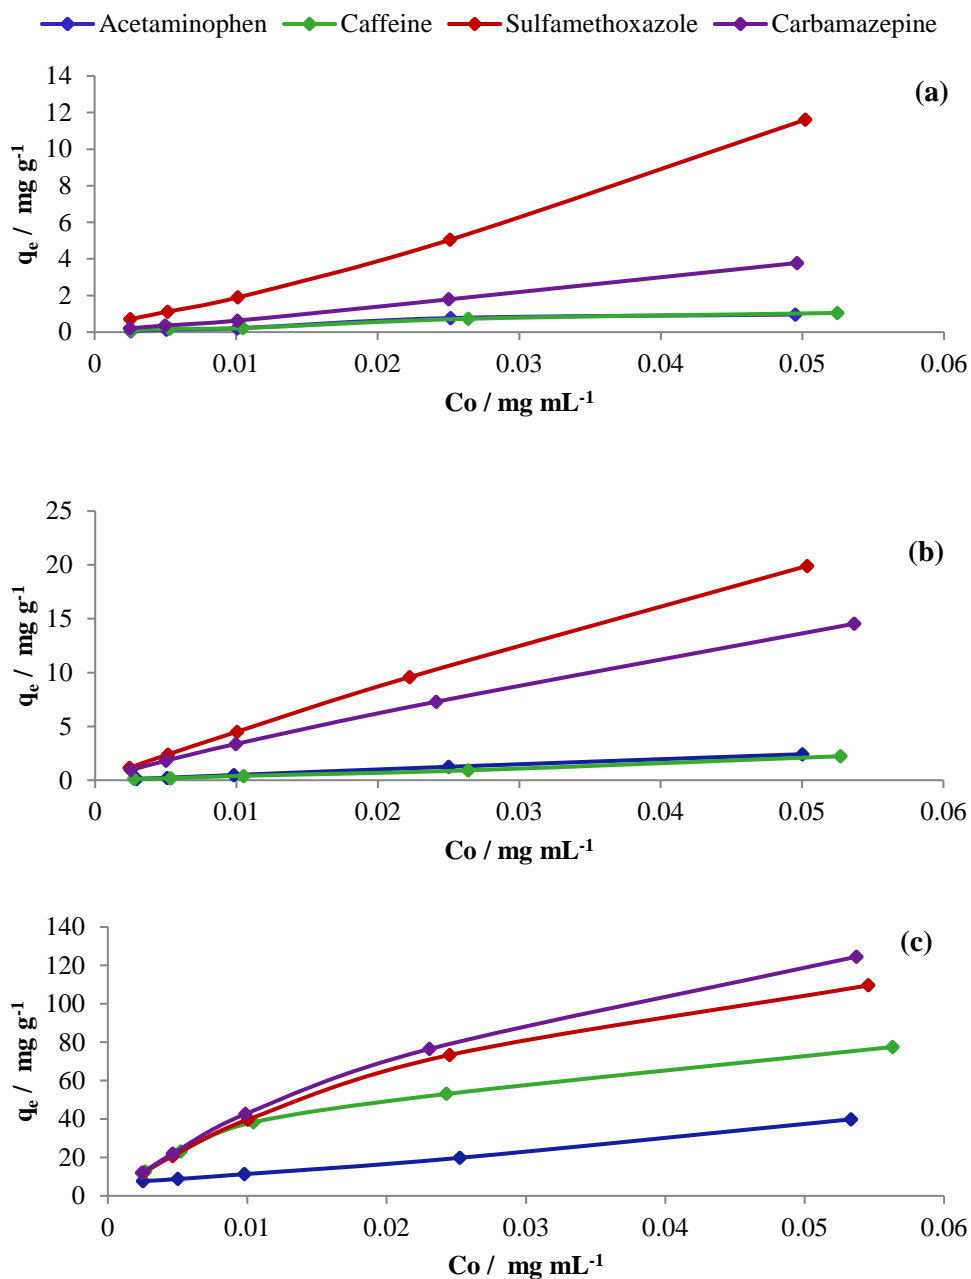 Acetaminophen Caffeine Sulfamethoxazole Carbamazepine
(a)
14
12
10
8
6
4
2
0
qe / mg g-1
0 0.01 0.02 0.03 0.04 0.05 0.06
Co / mg mL-1
(b)
25
20
15
10
5
0
qe / mg g-1
0 0.01 0.02 0.03 0.04 0.05 0.06
Co / mg mL-1
(c)
140
120
100
80
60
40
20
0
qe / mg g-1
0 0.01 0.02 0.03 0.04 0.05 0.06
Co / mg mL-1